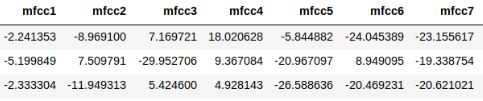 mfcc1 mfcc2 mfcc3 mfcc4 mfcc5 mfcc6 mfcc7
-2.241353 -8.969100 7.169721 18.020628 -5.844882 -24.045389 -23.155617
-5.199849 7.509791 -29.952706 9.367084 -20.967097 8.949095 -19.338754
-2.333304 -11.949313 5.424600 4.928143 -26.588636 -20.469231 -20.621021